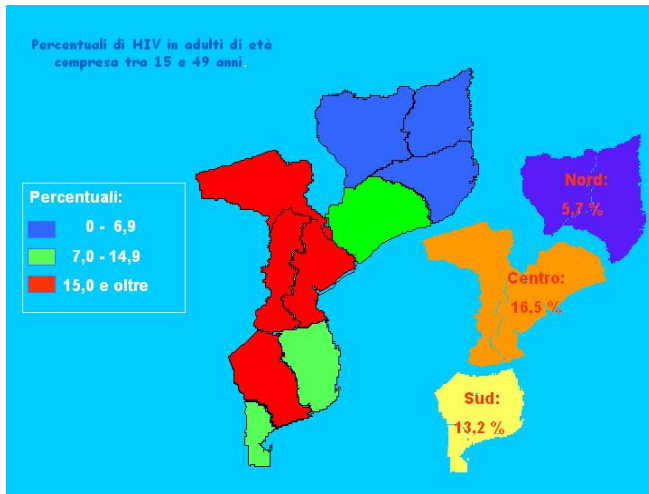 Percentuali di HIV in adulti di età
compresa tra 15 e 49 anni.
Percentuali:
0 - 6,9
7,0 - 14,9
15,0 e oltre
Nord:
5,7 %
Centro:
16.5 %
Sud:
13,2 %